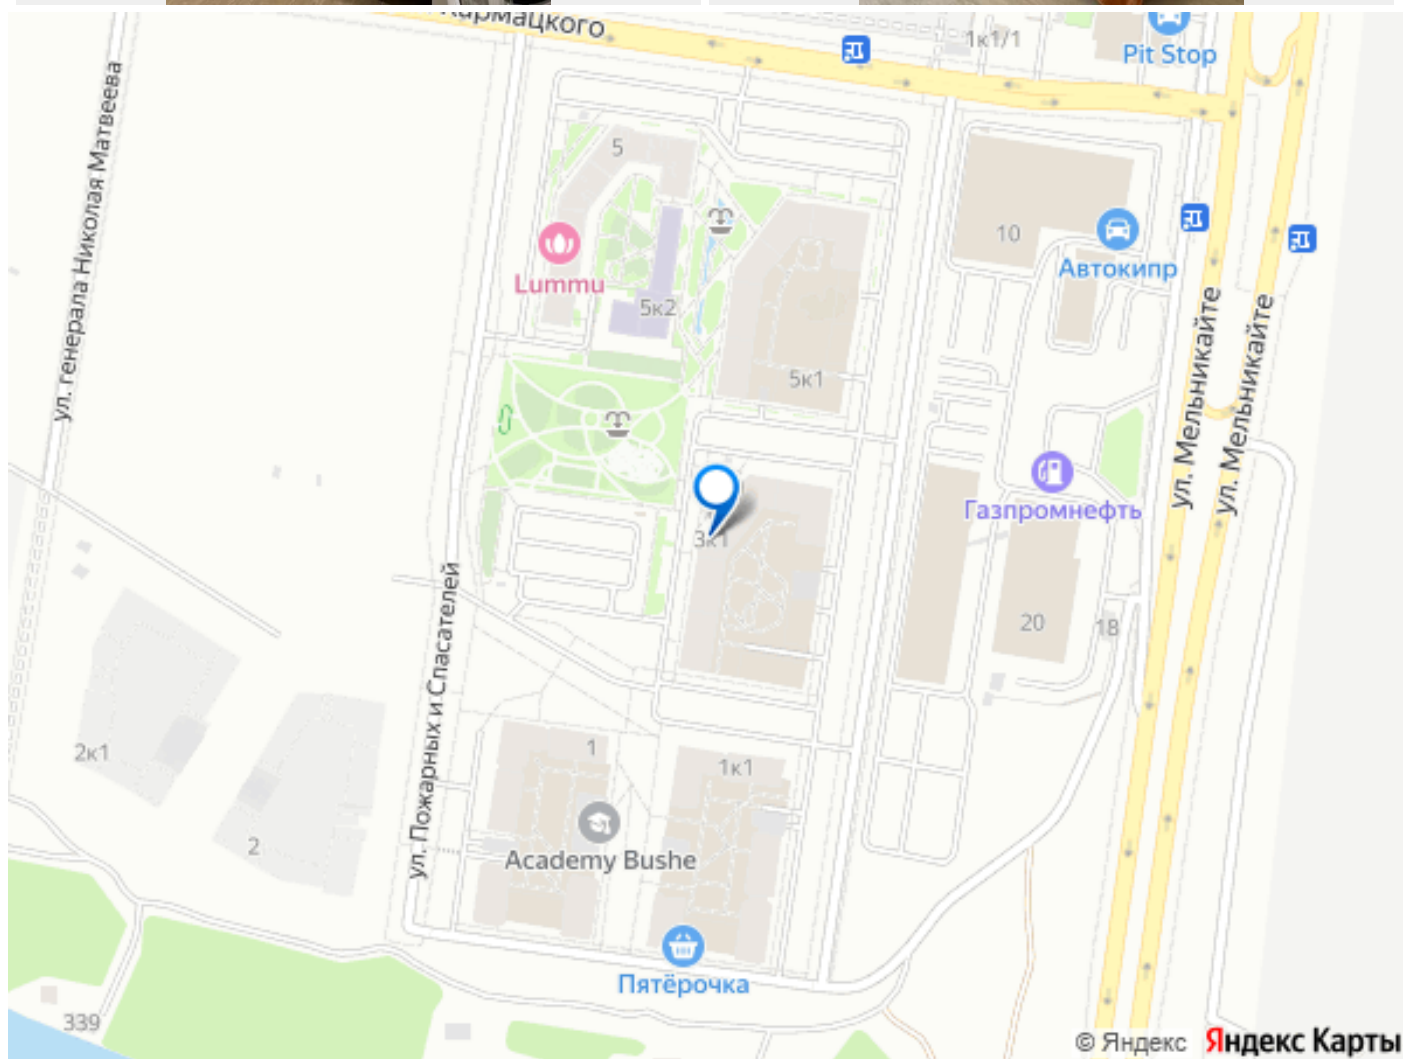 Кармацкого
1к1/1
Pit Stop
ул. генерала Николая Матвеева
5
Lummu
5к2
5к1
10
Автокипр
ул. Мельникайте
ул. Мельникайте
Газпромнефть
3к1
20
18
ул. Пожарных и Спасателей
2к1
2
1
1к1
Academy Bushe
Пятёрочка
339
© Яндекс Яндекс Карты